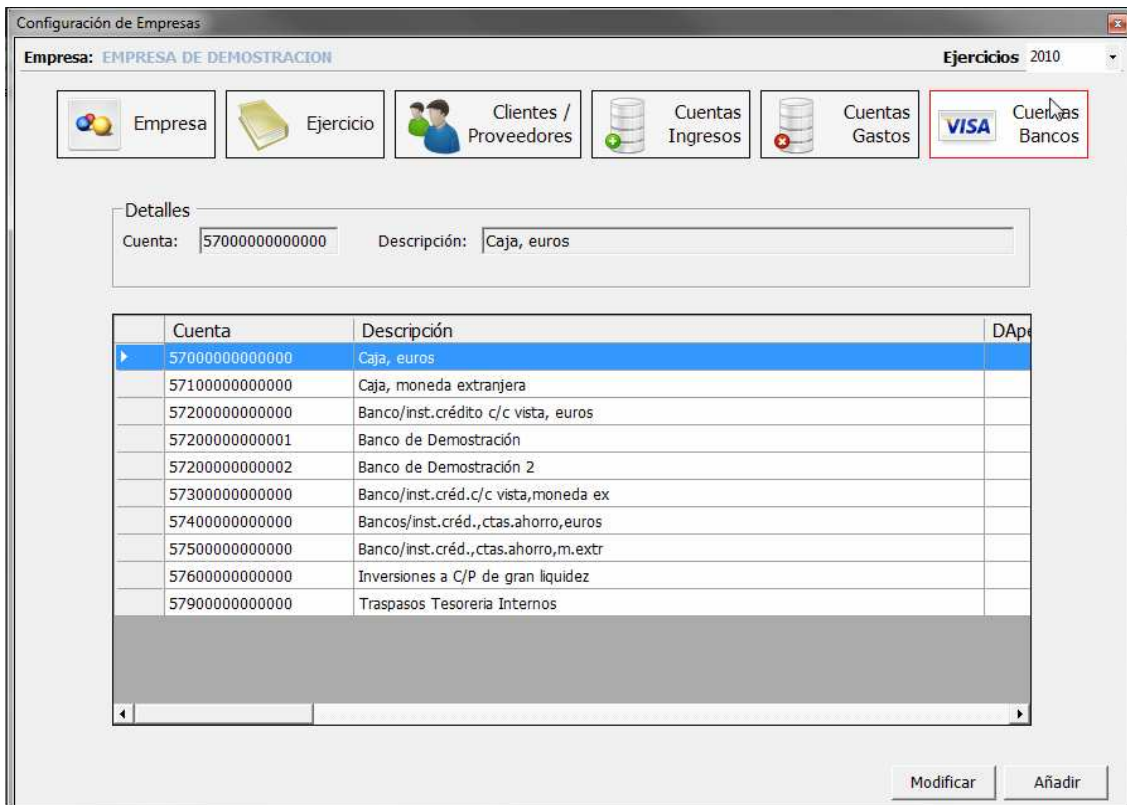 Configuración de Empresas
Empresa: EMPRESA DE DEMOSTRACION Ejercicios 2010
Empresa
Ejercicio
Clientes /
Proveedores
Cuentas
Ingresos
Cuentas
Gastos
VISA
Cuentas
Bancos
Detalles
Cuenta: 57000000000000 Descripción: Caja, euros
Cuenta Descripción DApe
57000000000000 Caja, euros
57100000000000 Caja, moneda extranjera
57200000000000 Banco/inst.crédito c/c vista, euros
57200000000001 Banco de Demostración
57200000000002 Banco de Demostración 2
57300000000000 Banco/inst.créd.c/c vista,moneda ex
57400000000000 Bancos/inst.créd.,ctas.ahorro,euros
57500000000000 Banco/inst.créd.,ctas.ahorro,m.extr
57600000000000 Inversiones a C/P de gran liquidez
57900000000000 Traspasos Tesoreria Internos
Modificar Añadir